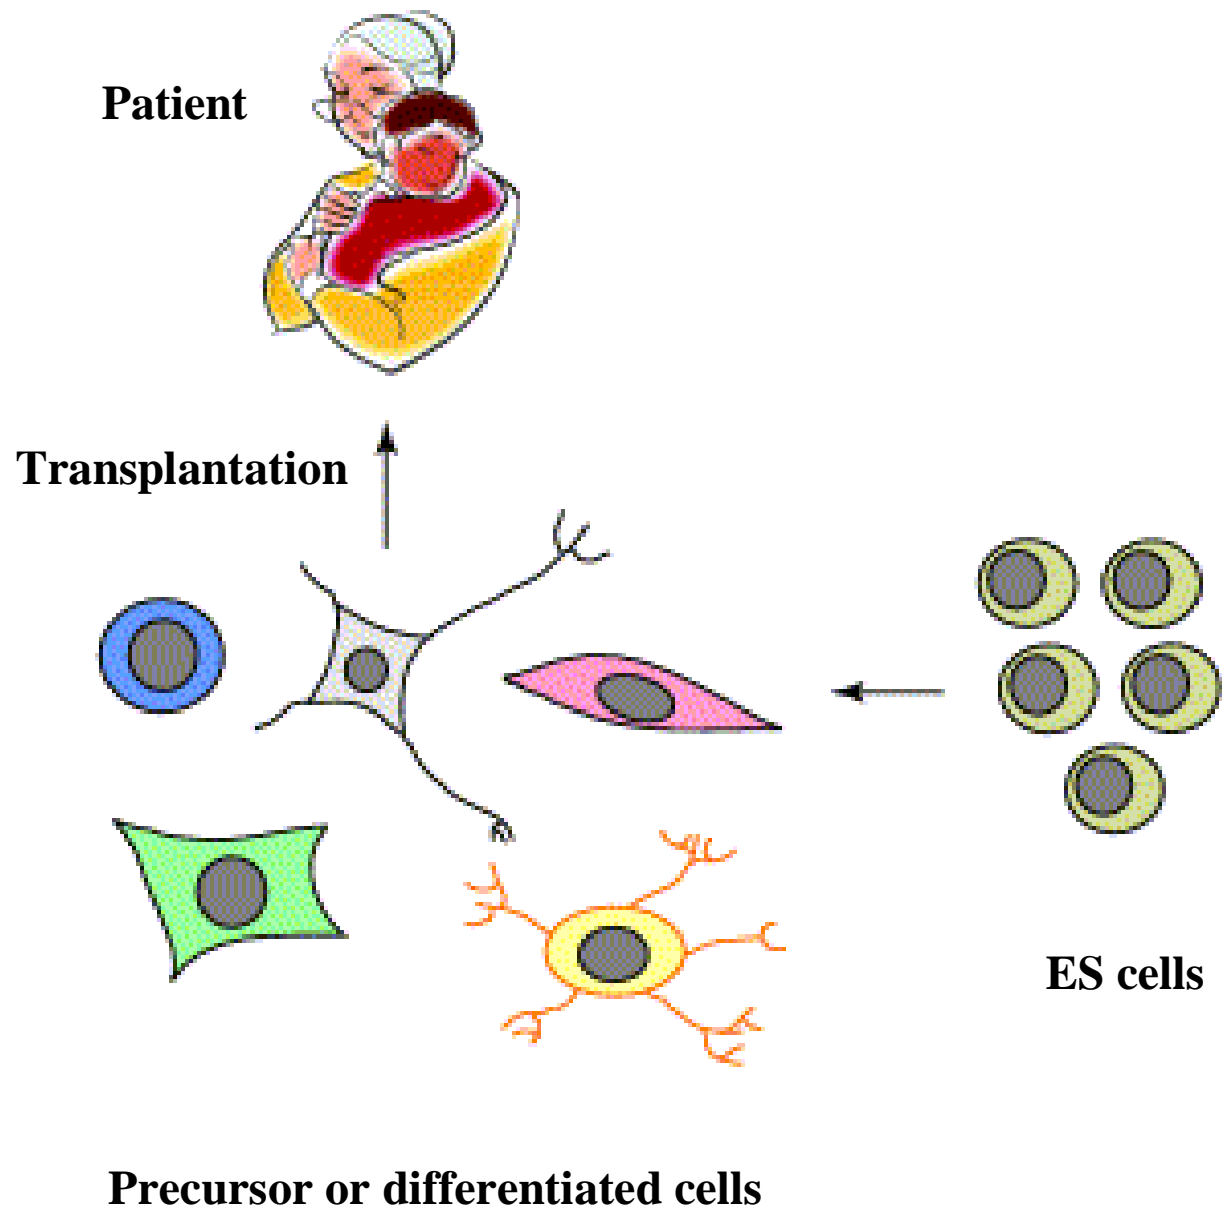 Patient
Transplantation
ES cells
Precursor or differentiated cells